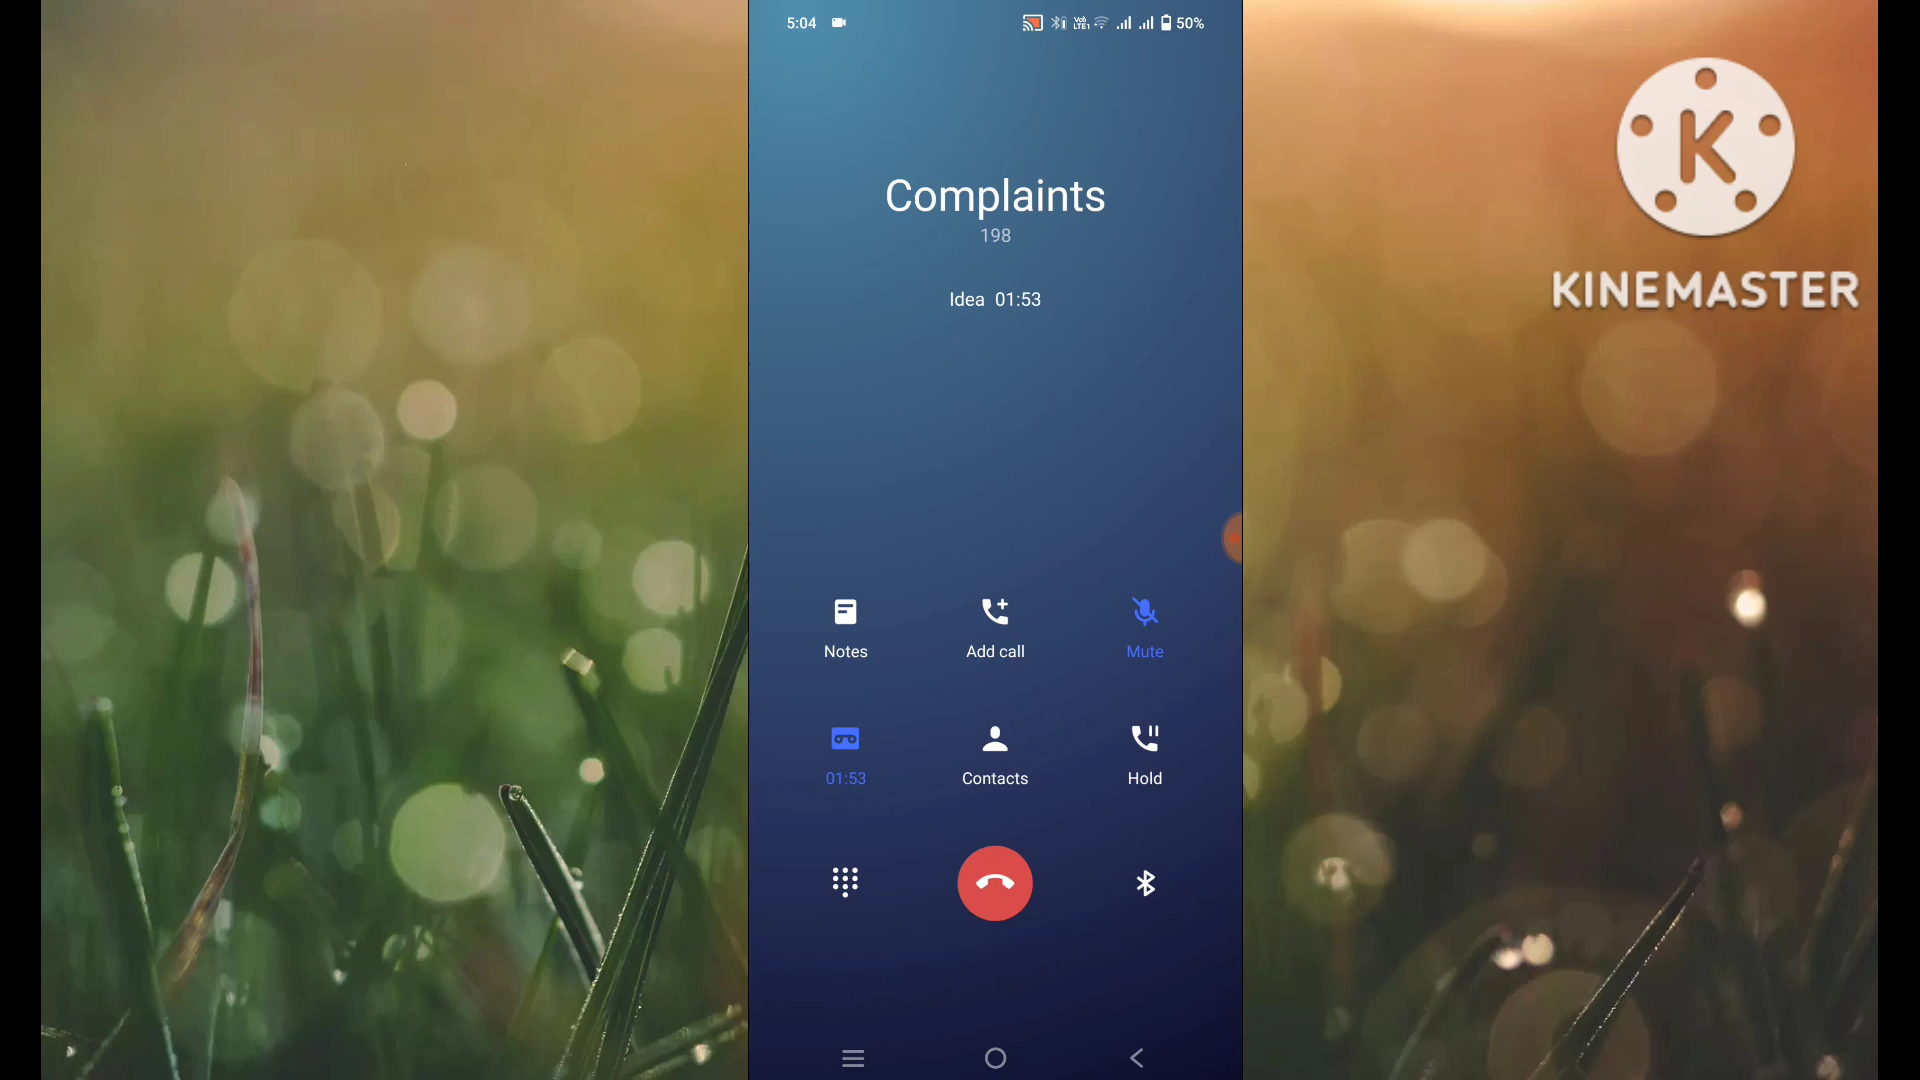 5:04
50%
KINEMASTER
Complaints
198
Idea 01:53
Notes
Add call
Mute
01:53
Contacts
Hold